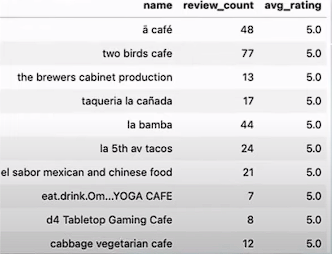 name review_count avg_rating
ā café 48 5.0
two birds cafe 77 5.0
the brewers cabinet production 13 5.0
taqueria la cañada 17 5.0
la bamba 44 5.0
la 5th av tacos 24 5.0
el sabor mexican and chinese food 21 5.0
eat.drink.Om...YOGA CAFE 7 5.0
d4 Tabletop Gaming Cafe 8 5.0
cabbage vegetarian cafe 12 5.0